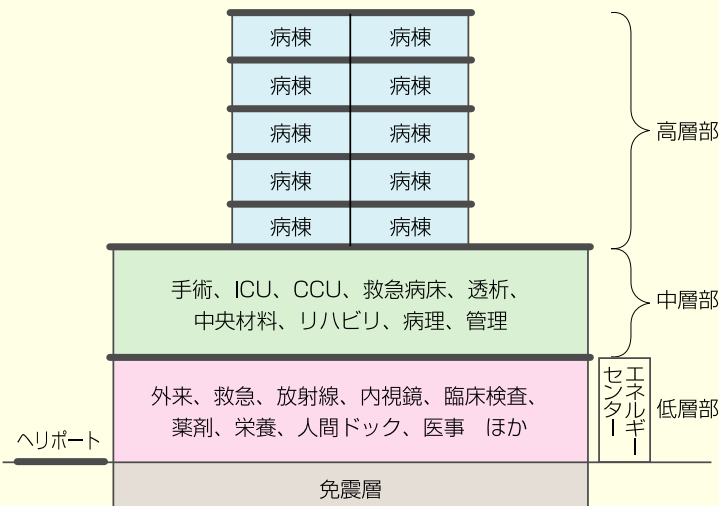 病棟 病棟
病棟 病棟
病棟 病棟
病棟 病棟
病棟 病棟
高層部
手術、ICU、CCU、救急病床、透析、
中央材料、リハビリ、病理、管理
中層部
外来、救急、放射線、内視鏡、臨床検査、
薬剤、栄養、人間ドック、医事　ほか
エネルギー
センター
低層部
ヘリポート
免震層